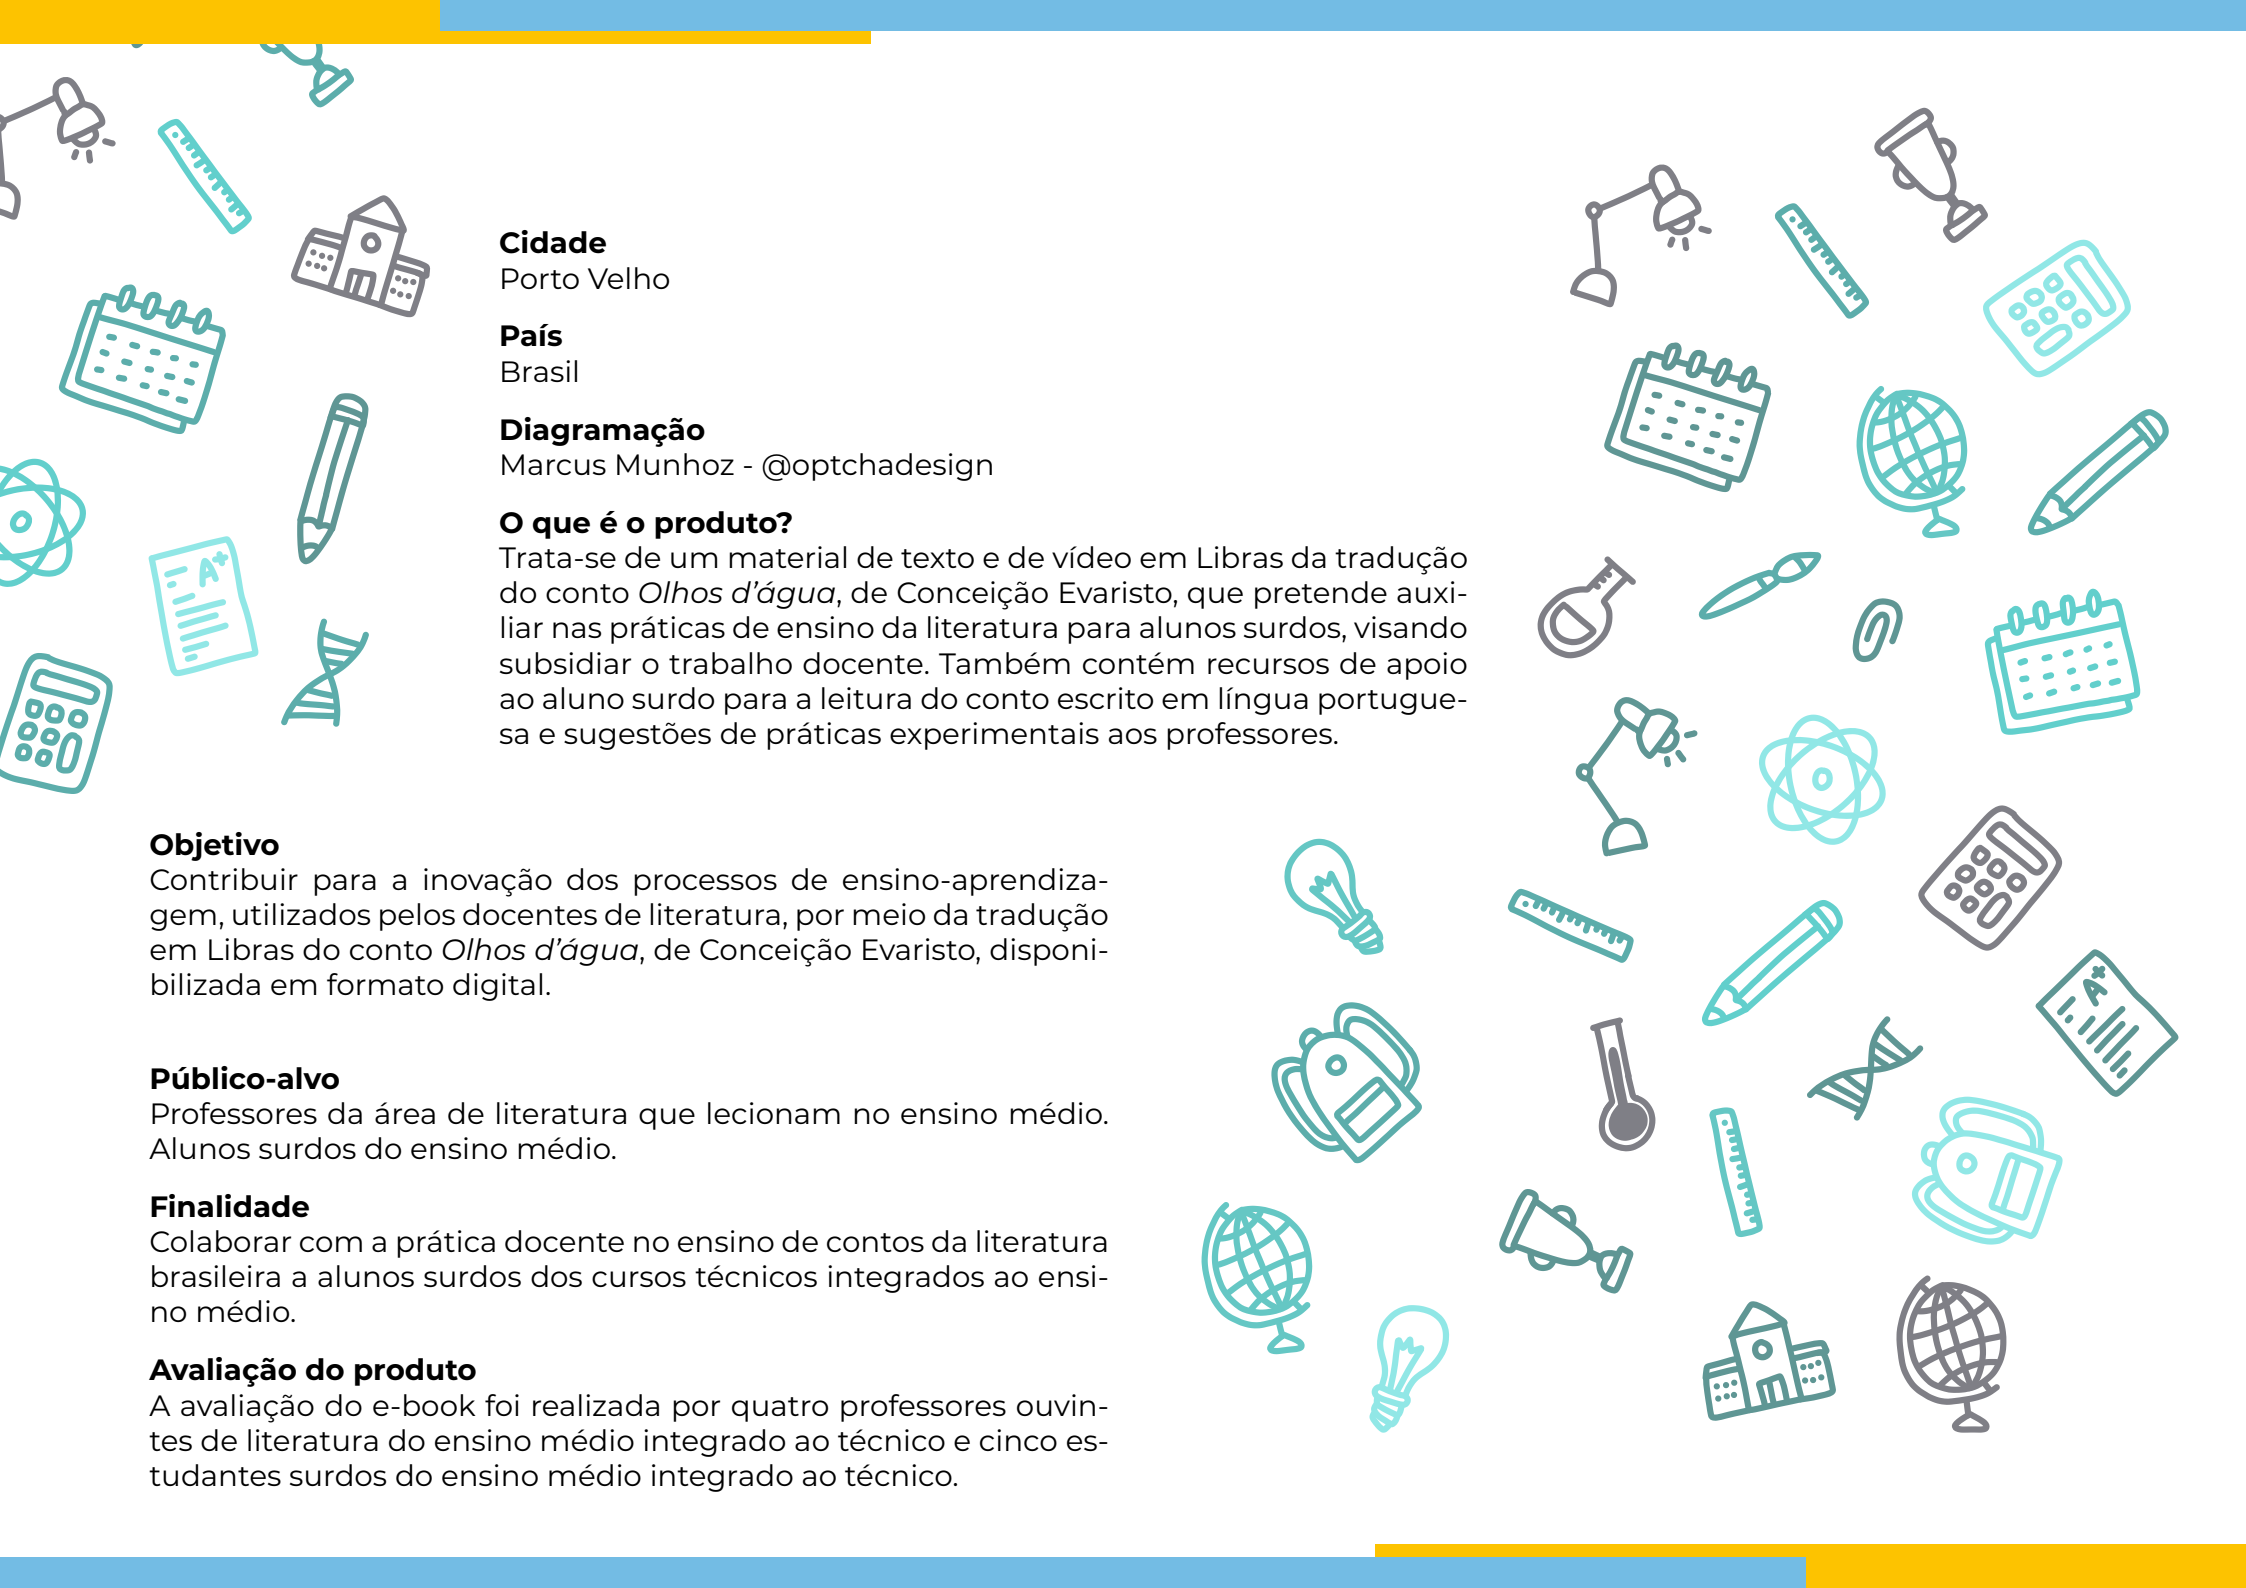 Cidade
Porto Velho
País
Brasil
Diagramação
Marcus Munhoz - @optchadesign
O que é o produto?
Trata-se de um material de texto e de vídeo em Libras da tradução
do conto Olhos d’água, de Conceição Evaristo, que pretende auxi-
liar nas práticas de ensino da literatura para alunos surdos, visando
subsidiar o trabalho docente. Também contém recursos de apoio
ao aluno surdo para a leitura do conto escrito em língua portugue-
sa e sugestões de práticas experimentais aos professores.
A+
Objetivo
Contribuir para a inovação dos processos de ensino-aprendiza-
gem, utilizados pelos docentes de literatura, por meio da tradução
em Libras do conto Olhos d’água, de Conceição Evaristo, disponi-
bilizada em formato digital.
A+
Público-alvo
Professores da área de literatura que lecionam no ensino médio.
Alunos surdos do ensino médio.
Finalidade
Colaborar com a prática docente no ensino de contos da literatura
brasileira a alunos surdos dos cursos técnicos integrados ao ensi-
no médio.
Avaliação do produto
A avaliação do e-book foi realizada por quatro professores ouvin-
tes de literatura do ensino médio integrado ao técnico e cinco es-
tudantes surdos do ensino médio integrado ao técnico.